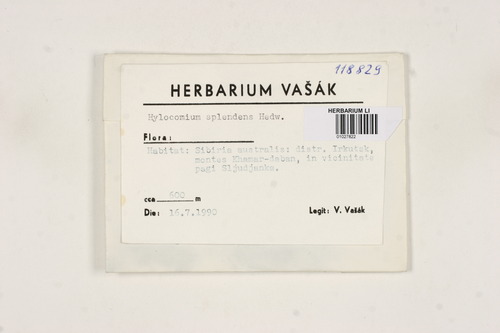 118829
HERBARIUM VAŠÁK
Hylocomium splendens Hedw.
HERBARIUM LI
01021822
Flora:
Habitat: Sibiria australis: distr. Irkutsk,
montes Khamar-daban, in vicinitate
pagi Sljudjanka.
cca 600 m
Die: 16.7.1990
Legit: V. Vašák